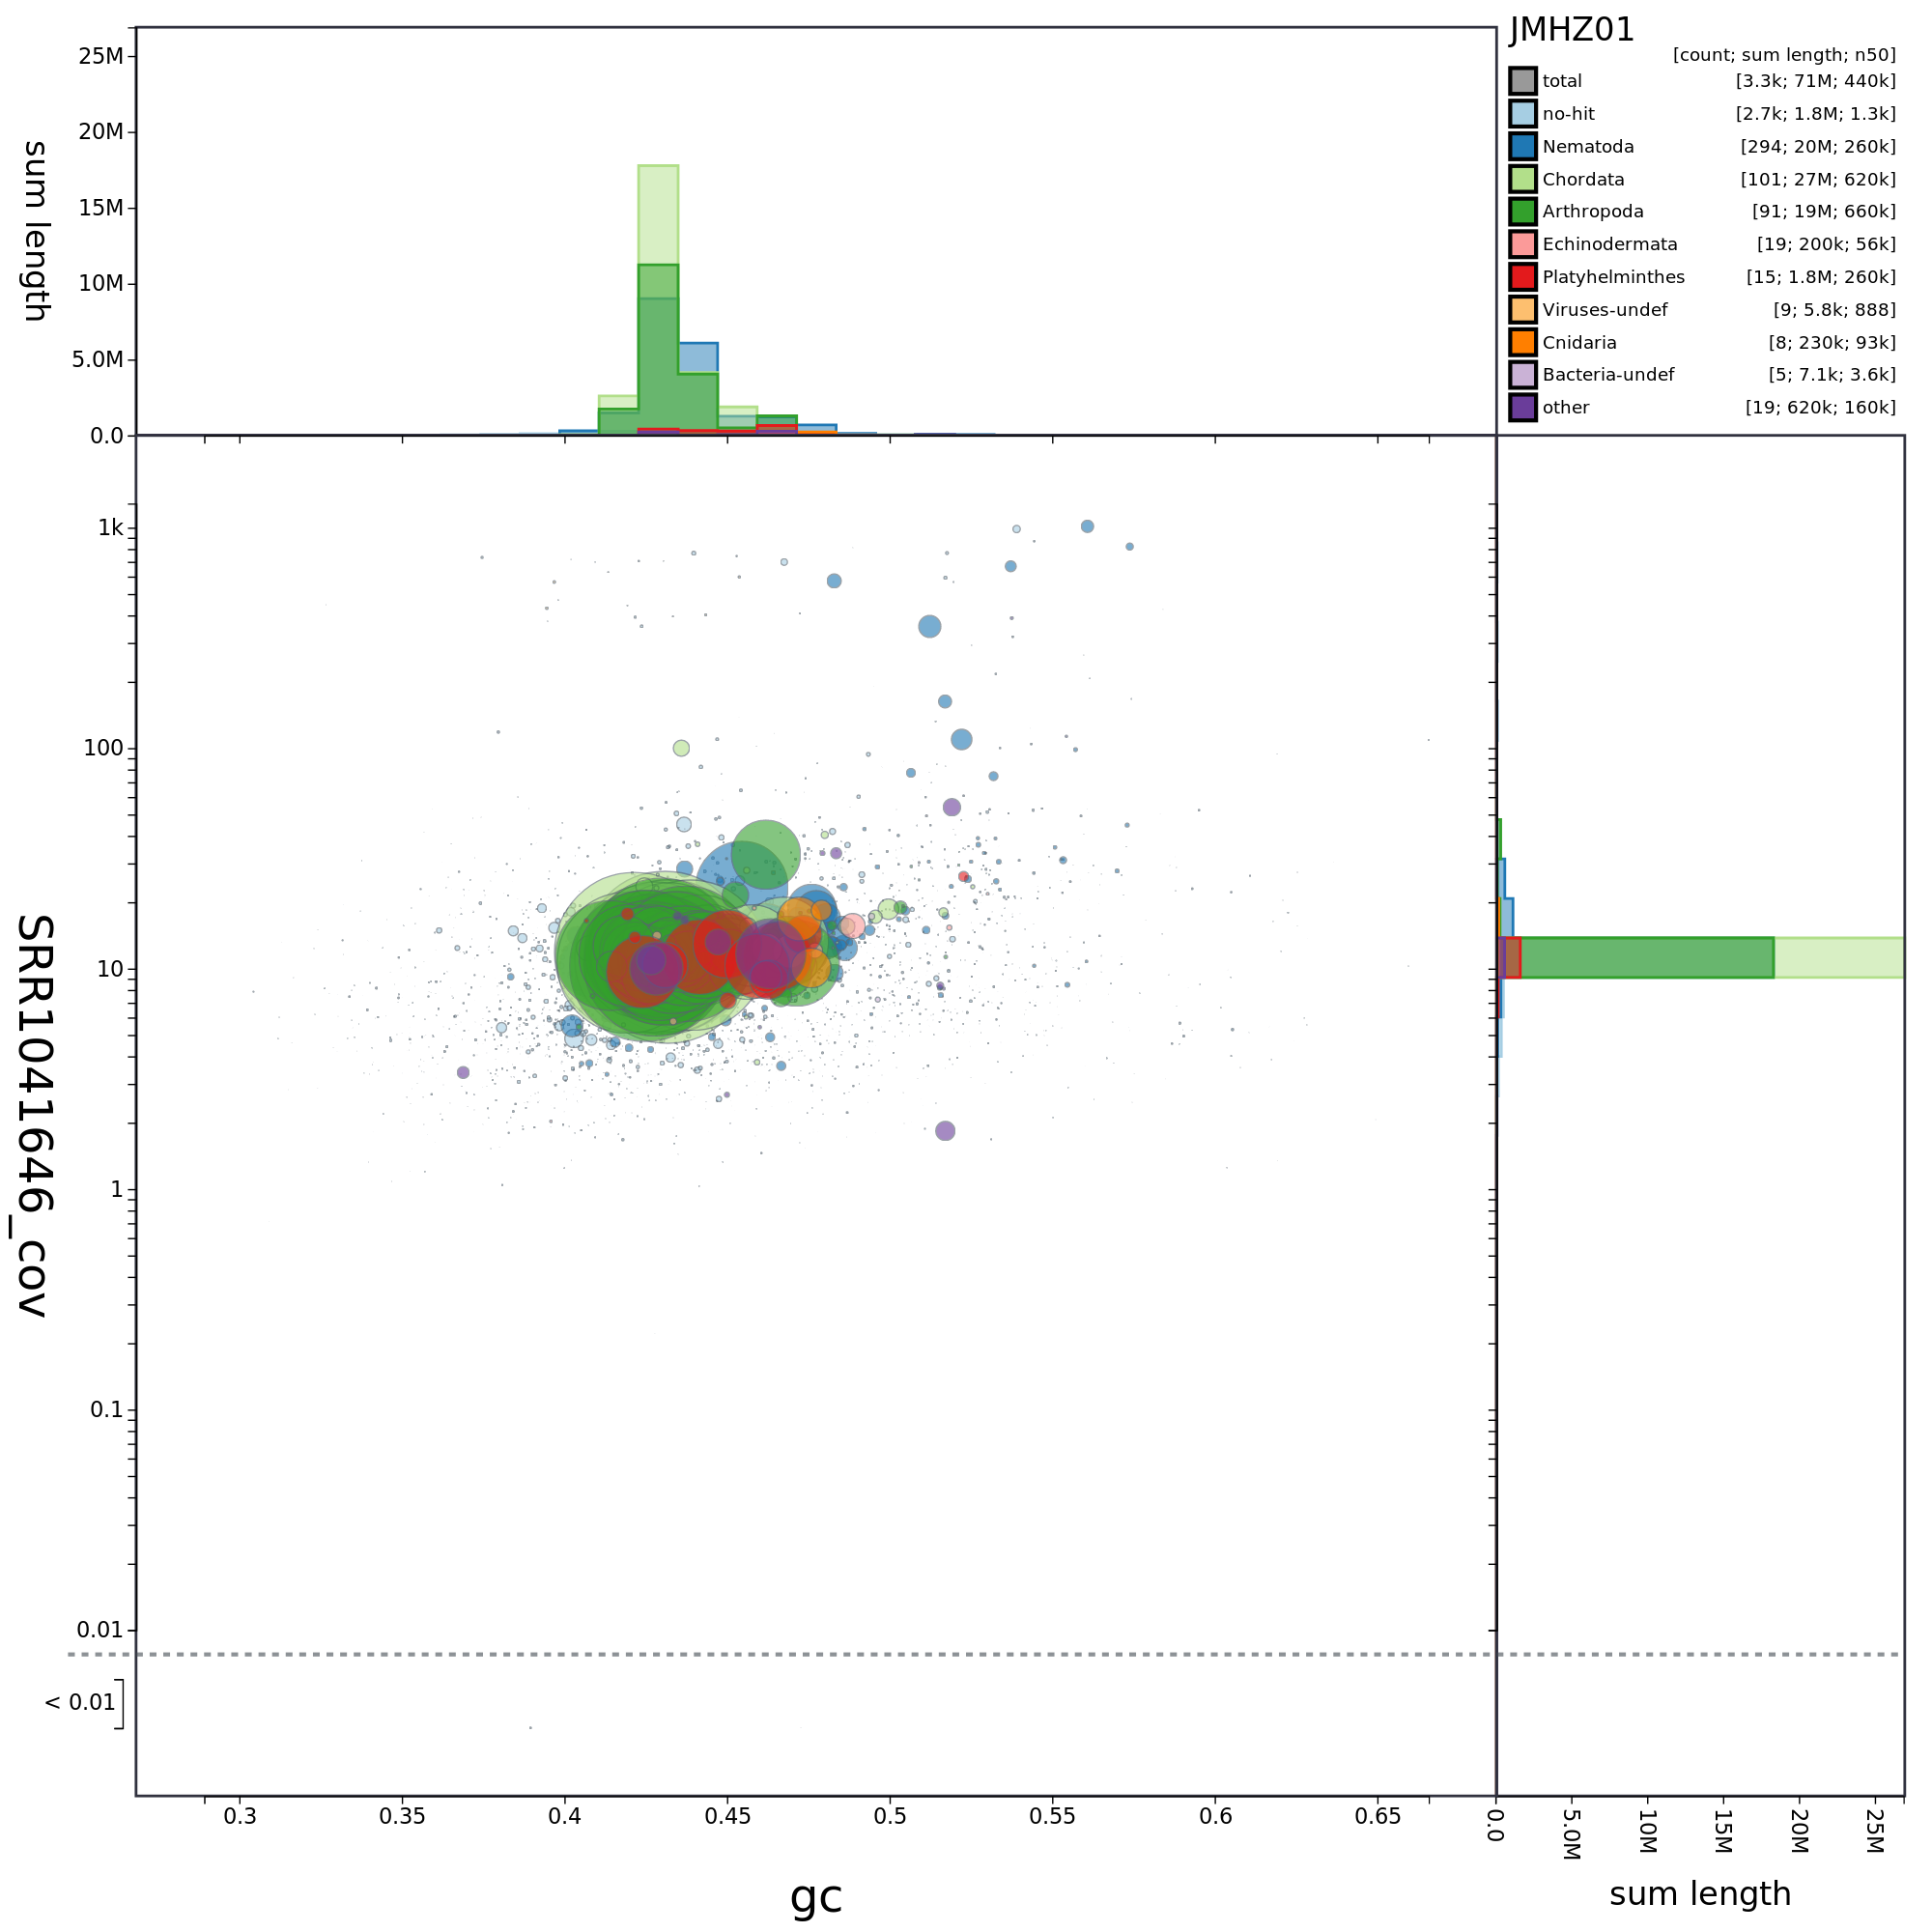 JMHZ01
[count; sum length; n50]
total [3.3k; 71M; 440k]
no-hit [2.7k; 1.8M; 1.3k]
Nematoda [294; 20M; 260k]
Chordata [101; 27M; 620k]
Arthropoda [91; 19M; 660k]
Echinodermata [19; 200k; 56k]
Platyhelminthes [15; 1.8M; 260k]
Viruses-undef [9; 5.8k; 888]
Cnidaria [8; 230k; 93k]
Bacteria-undef [5; 7.1k; 3.6k]
other [19; 620k; 160k]
sum length
25M
20M
15M
10M
5.0M
0.0
SRR1041646_cov
1k
100
10
1
0.1
0.01
< 0.01
0.3 0.35 0.4 0.45 0.5 0.55 0.6 0.65
gc
0.0 5.0M 10M 15M 20M 25M
sum length